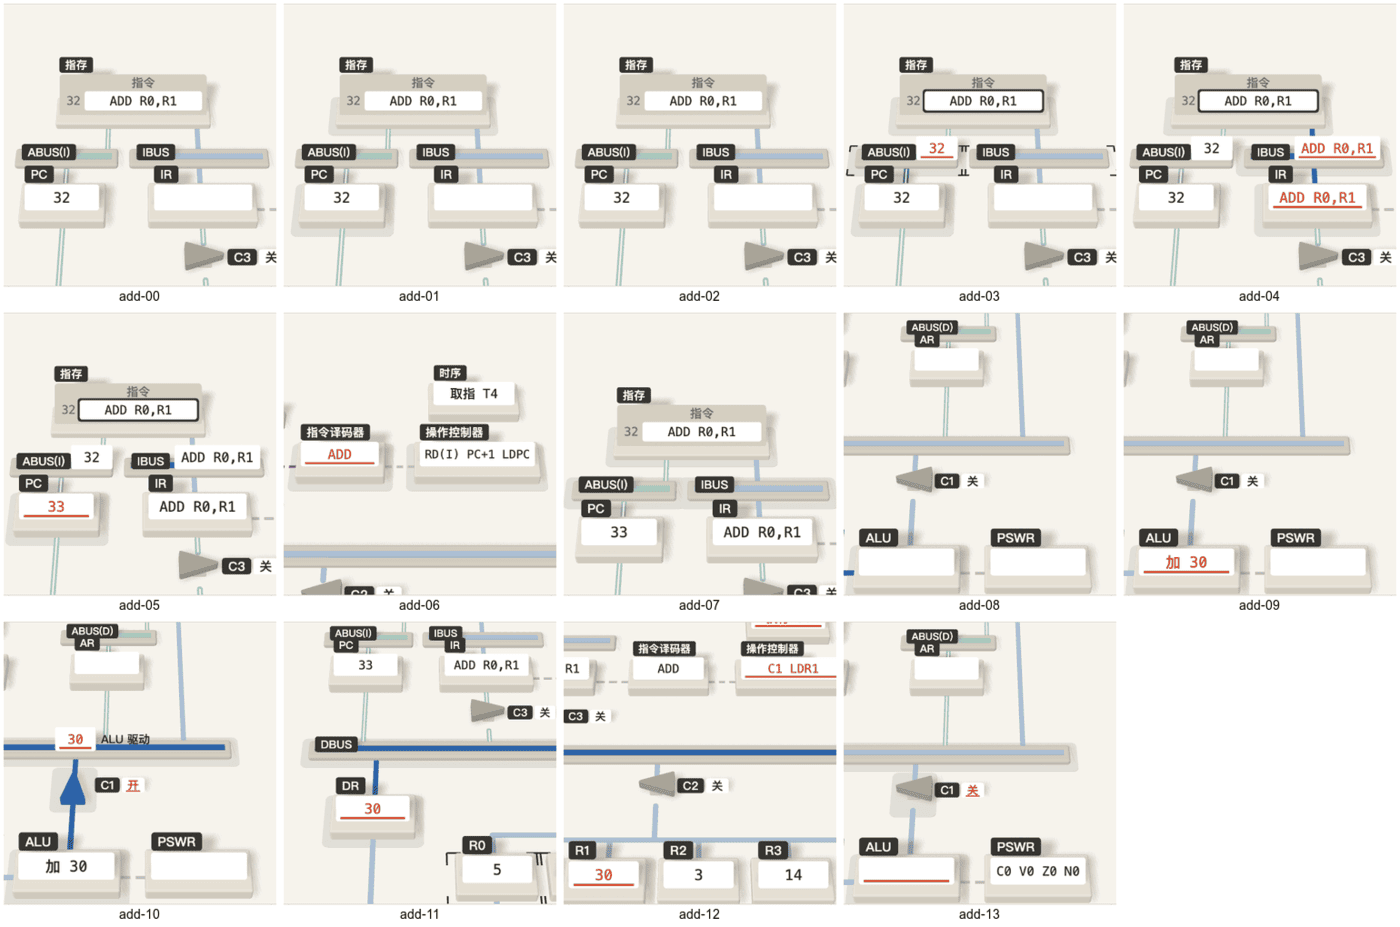 指存
指令
32 ADD R0,R1
ABUS(I) IBUS
PC IR
32
C3 关
add-00
指存
指令
32 ADD R0,R1
ABUS(I) IBUS
PC IR
32
C3 关
add-01
指存
指令
32 ADD R0,R1
ABUS(I) IBUS
PC IR
32
C3 关
add-02
指存
指令
32 ADD R0,R1
ABUS(I) 32 IBUS
PC IR
32
C3 关
add-03
指存
指令
32 ADD R0,R1
ABUS(I) 32 IBUS ADD R0,R1
PC IR
32 ADD R0,R1
C3 关
add-04
指存
指令
32 ADD R0,R1
ABUS(I) 32 IBUS ADD R0,R1
PC IR
33 ADD R0,R1
C3 关
add-05
时序
取指 T4
指令译码器 操作控制器
ADD RD(I) PC+1 LDPC
C2 关
add-06
指存
指令
32 ADD R0,R1
ABUS(I) IBUS
PC IR
33 ADD R0,R1
C3 关
add-07
ABUS(D)
AR
C1 关
ALU PSWR
add-08
ABUS(D)
AR
C1 关
ALU PSWR
加 30
add-09
ABUS(D)
AR
30 ALU 驱动
C1 开
ALU PSWR
加 30
add-10
ABUS(I) IBUS
PC IR
33 ADD R0,R1
C3 关
DBUS
DR
30
R0
5
add-11
指令译码器 操作控制器
R1 ADD C1 LDR1
C3 关
C2 关
R1 R2 R3
30 3 14
add-12
ABUS(D)
AR
C1 关
ALU PSWR
C0 V0 Z0 N0
add-13